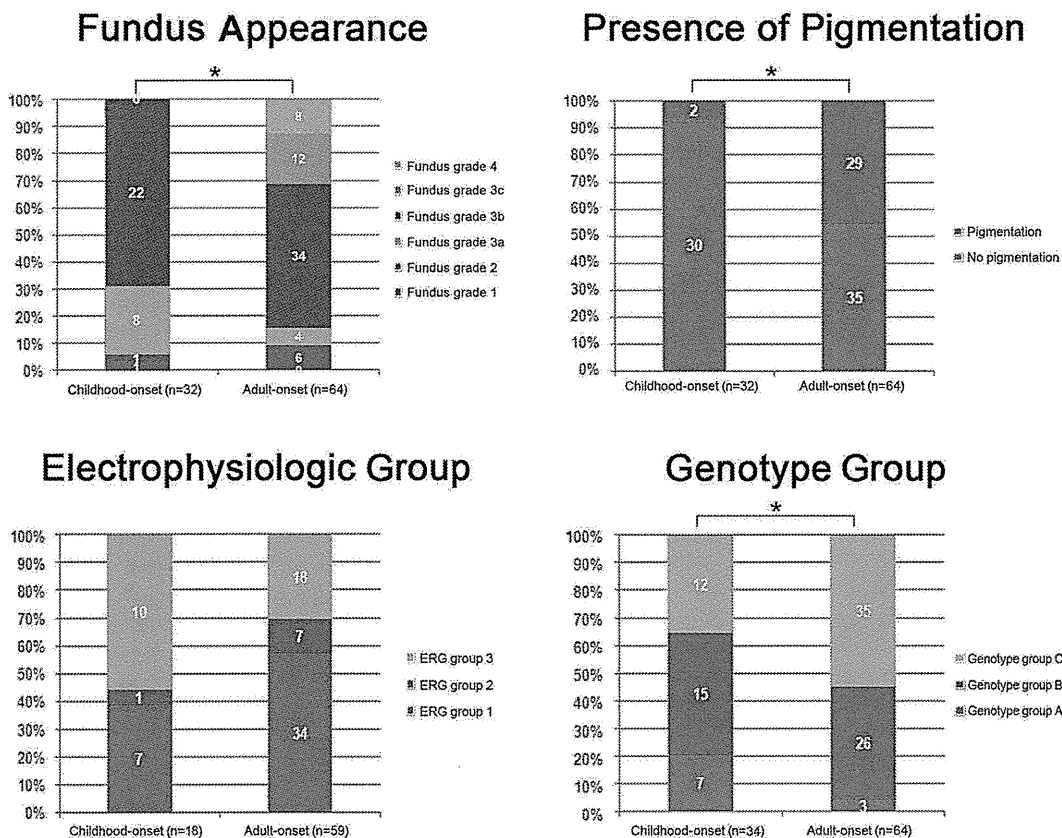 Fundus Appearance
*
100%
90%
80%
70%
60%
50%
40%
30%
20%
10%
0%
0
22
8
1
1
8
12
34
4
6
0
Childhood-onset (n=32)
Adult-onset (n=64)
Fundus grade 4
Fundus grade 3c
Fundus grade 3b
Fundus grade 3a
Fundus grade 2
Fundus grade 1
Presence of Pigmentation
*
100%
90%
80%
70%
60%
50%
40%
30%
20%
10%
0%
2
30
29
35
Childhood-onset (n=32)
Adult-onset (n=64)
Pigmentation
No pigmentation
Electrophysiologic Group
100%
90%
80%
70%
60%
50%
40%
30%
20%
10%
0%
10
1
7
18
7
34
Childhood-onset (n=18)
Adult-onset (n=59)
ERG group 3
ERG group 2
ERG group 1
Genotype Group
*
100%
90%
80%
70%
60%
50%
40%
30%
20%
10%
0%
12
15
7
35
26
3
Childhood-onset (n=34)
Adult-onset (n=64)
Genotype group C
Genotype group B
Genotype group A